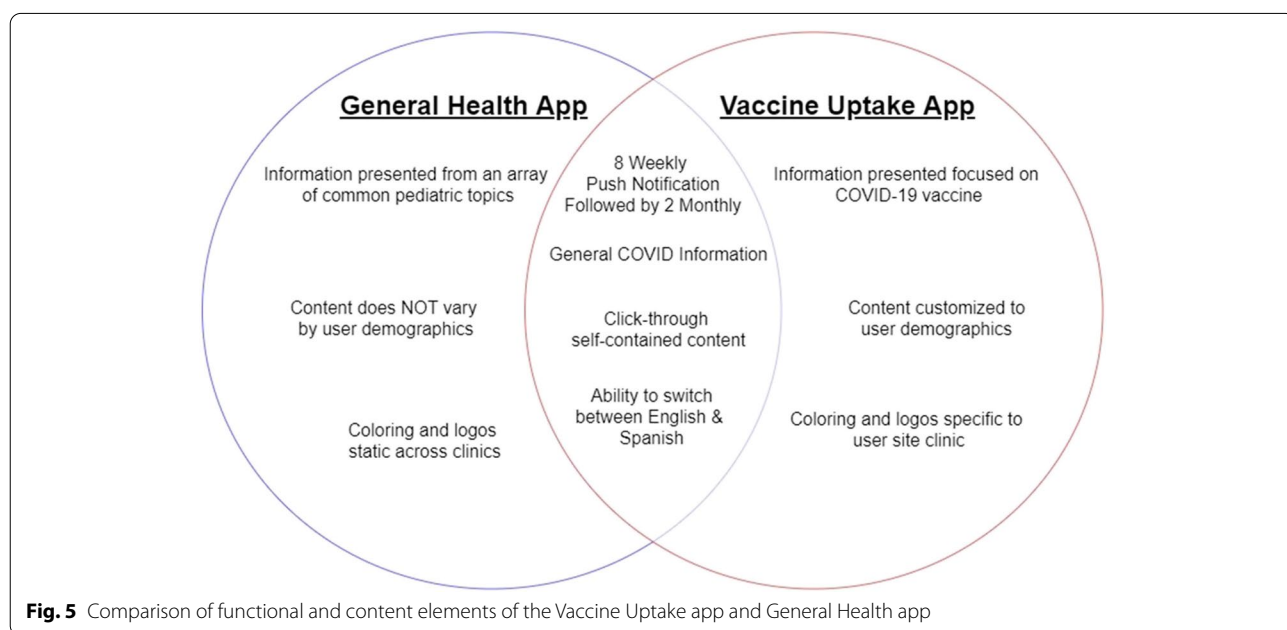 General Health App
Information presented from an array
of common pediatric topics
Content does NOT vary
by user demographics
Coloring and logos
static across clinics
8 Weekly
Push Notification
Followed by 2 Monthly
General COVID Information
Click-through
self-contained content
Ability to switch
between English &
Spanish
Vaccine Uptake App
Information presented focused on
COVID-19 vaccine
Content customized to
user demographics
Coloring and logos specific to
user site clinic
Fig. 5 Comparison of functional and content elements of the Vaccine Uptake app and General Health app